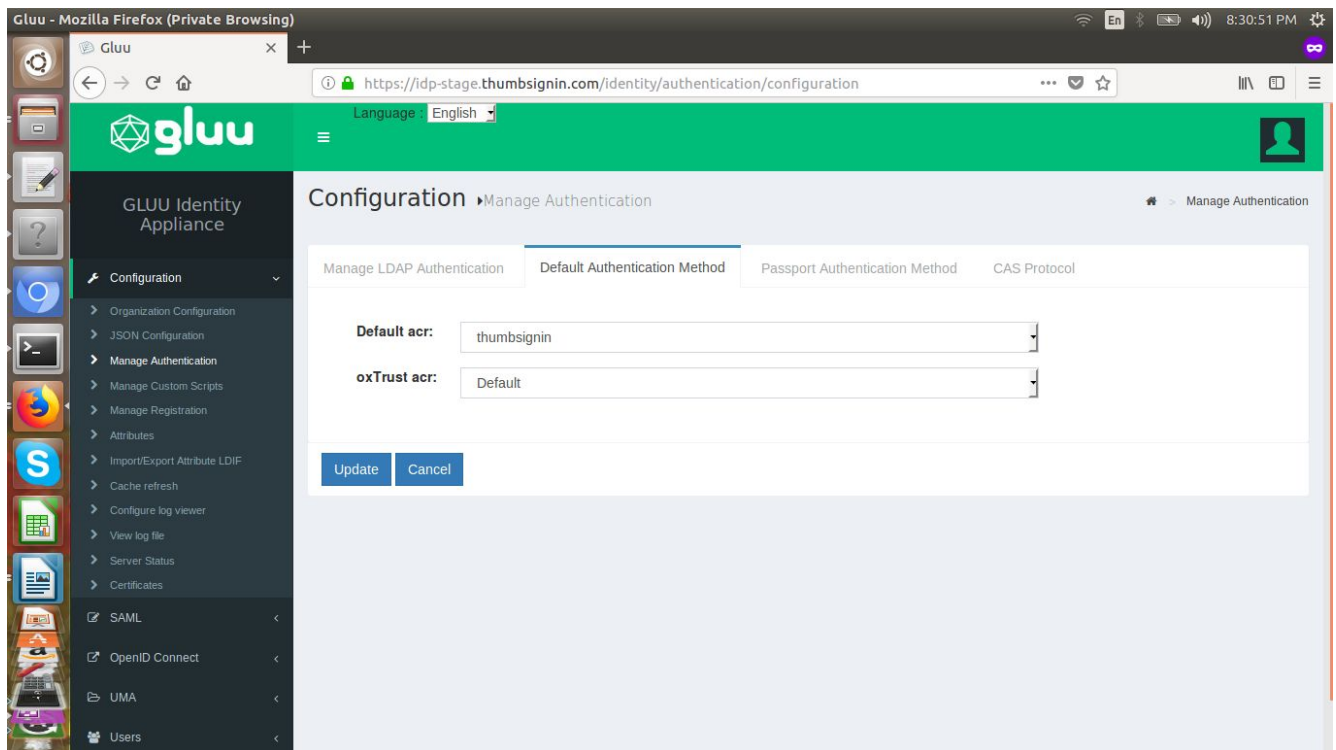 Gluu - Mozilla Firefox (Private Browsing)
En
8:30:51 PM
Gluu
https://idp-stage.thumbsignin.com/identity/authentication/configuration
gluu
Language : English
GLUU Identity
Appliance
Configuration
Organization Configuration
JSON Configuration
Manage Authentication
Manage Custom Scripts
Manage Registration
Attributes
Import/Export Attribute LDIF
Cache refresh
Configure log viewer
View log file
Server Status
Certificates
SAML
OpenID Connect
UMA
Users
Configuration Manage Authentication
> Manage Authentication
Manage LDAP Authentication
Default Authentication Method
Passport Authentication Method
CAS Protocol
Default acr: thumbsignin
oxTrust acr: Default
Update
Cancel